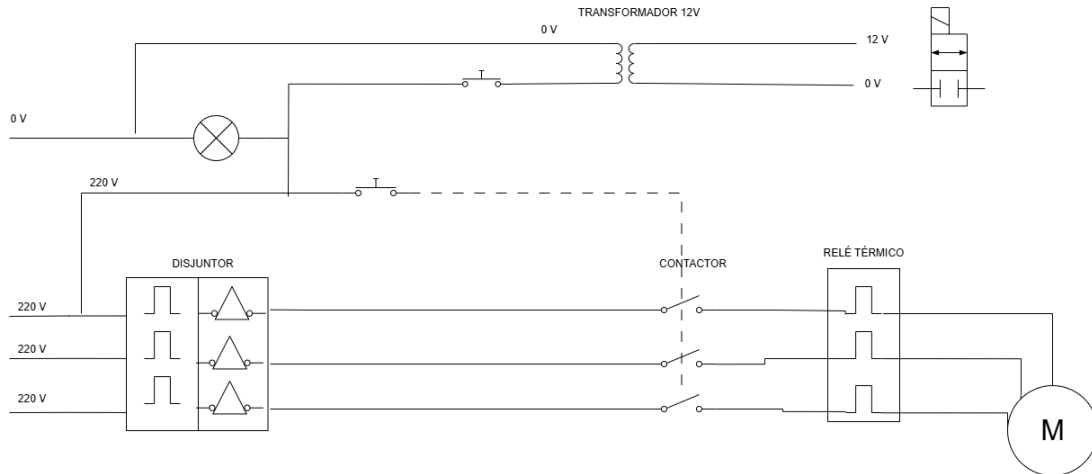 TRANSFORMADOR 12V
0 V
12 V
0 V
0 V
220 V
DISJUNTOR
CONTACTOR
RELÉ TÉRMICO
220 V
220 V
220 V
M